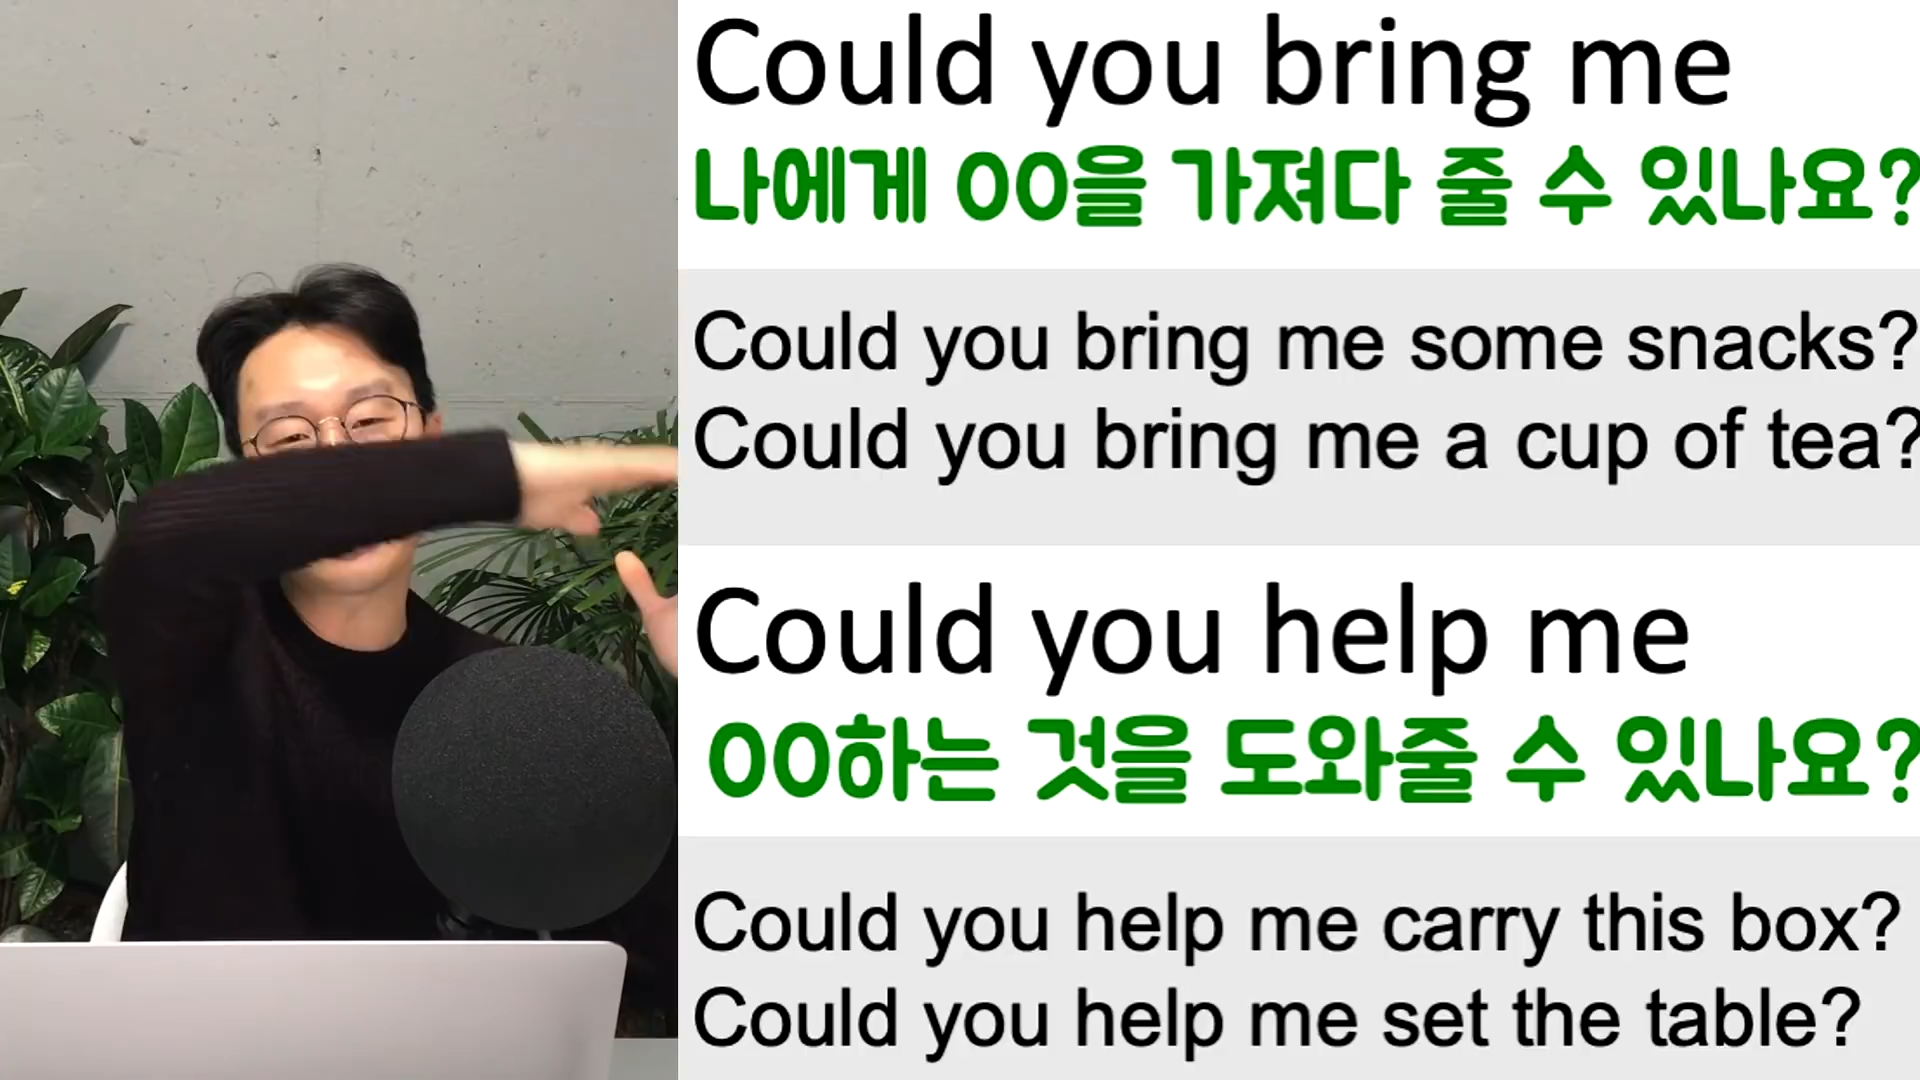 Could you bring me
나에게 OO을 가져다 줄 수 있나요?
Could you bring me some snacks?
Could you bring me a cup of tea?
Could you help me
OO하는 것을 도와줄 수 있나요?
Could you help me carry this box?
Could you help me set the table?